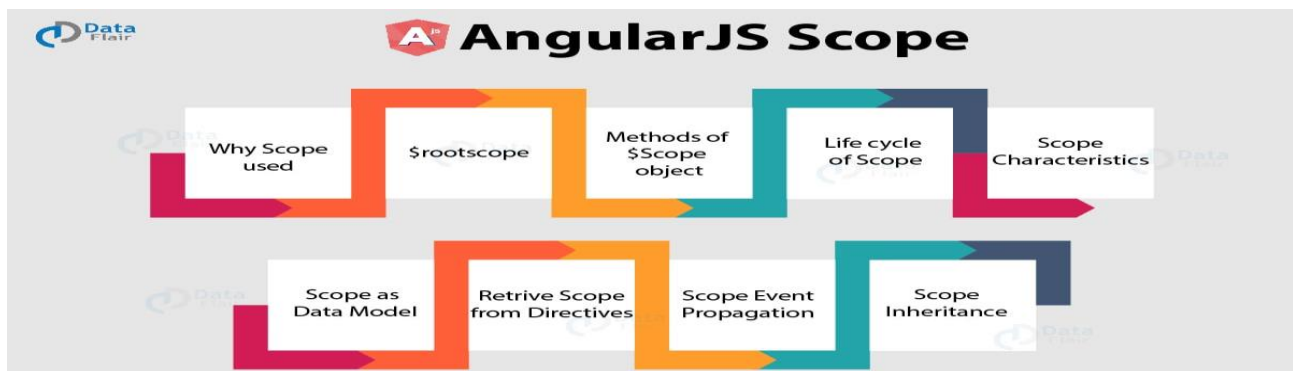 Data
Flair
AngularJS Scope
Why Scope
used
$rootscope
Methods of
$Scope
object
Life cycle
of Scope
Scope
Characteristics
Scope as
Data Model
Retrive Scope
from Directives
Scope Event
Propagation
Scope
Inheritance